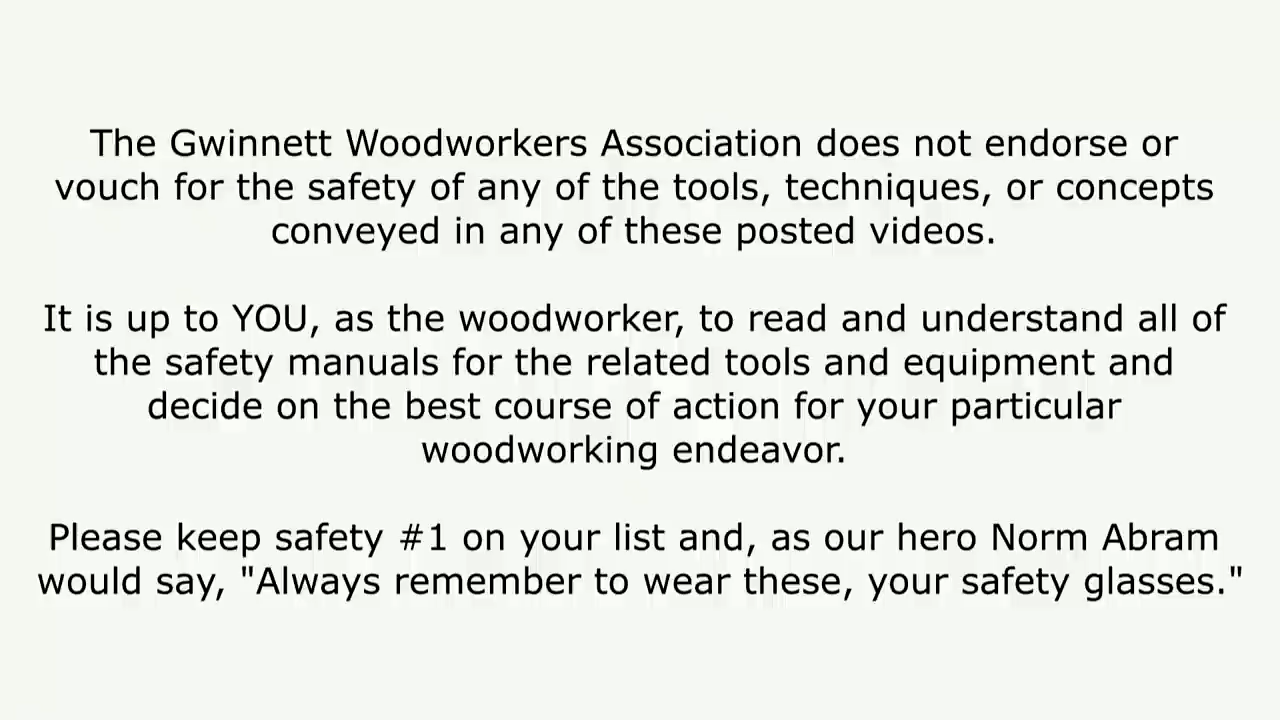 The Gwinnett Woodworkers Association does not endorse or
vouch for the safety of any of the tools, techniques, or concepts
conveyed in any of these posted videos.
It is up to YOU, as the woodworker, to read and understand all of
the safety manuals for the related tools and equipment and
decide on the best course of action for your particular
woodworking endeavor.
Please keep safety #1 on your list and, as our hero Norm Abram
would say, "Always remember to wear these, your safety glasses."